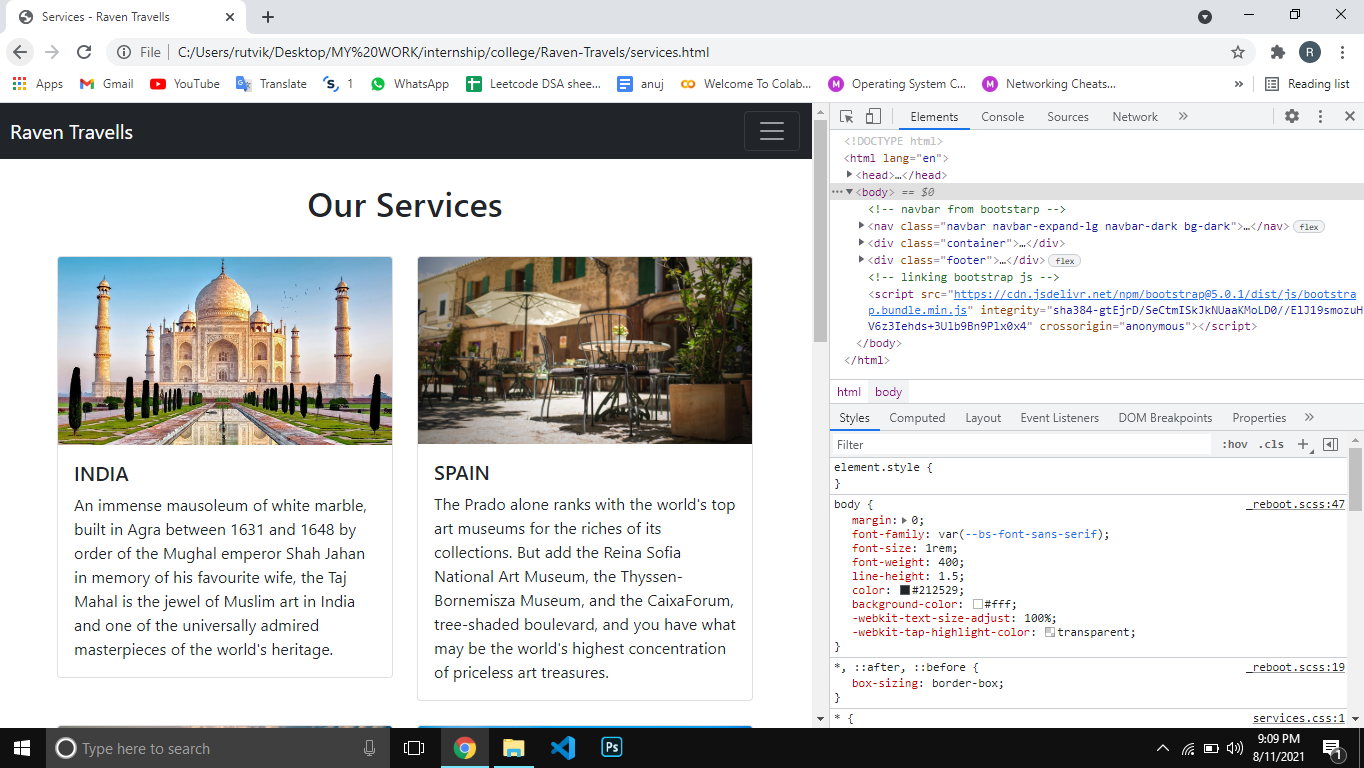 Services - Raven Travells
File
C:/Users/rutvik/Desktop/MY%20WORK/internship/college/Raven-Travels/services.html
R
Apps
Gmail
YouTube
Translate
1
WhatsApp
Leetcode DSA shee...
anuj
Welcome To Colab...
Operating System C...
Networking Cheats...
»
Reading list
Raven Travells
Our Services
INDIA
An immense mausoleum of white marble,
built in Agra between 1631 and 1648 by
order of the Mughal emperor Shah Jahan
in memory of his favourite wife, the Taj
Mahal is the jewel of Muslim art in India
and one of the universally admired
masterpieces of the world's heritage.
SPAIN
The Prado alone ranks with the world's top
art museums for the riches of its
collections. But add the Reina Sofia
National Art Museum, the Thyssen-
Bornemisza Museum, and the CaixaForum,
tree-shaded boulevard, and you have what
may be the world's highest concentration
of priceless art treasures.
Elements
Console
Sources
Network
»
<!DOCTYPE html>
<html lang="en">
<head>…</head>
<body> == $0
<!-- navbar from bootstarp -->
<nav class="navbar navbar-expand-lg navbar-dark bg-dark">…</nav> flex
<div class="container">…</div>
<div class="footer">…</div> flex
<!-- linking bootstrap js -->
<script src="https://cdn.jsdelivr.net/npm/bootstrap@5.0.1/dist/js/bootstra
p.bundle.min.js" integrity="sha384-gtEjrD/SeCtmISkJkNUaaKMoLD0//ElJ19smozuH
V6z3Iehds+3Ulb9Bn9Plx0x4" crossorigin="anonymous"></script>
</body>
</html>
html
body
Styles
Computed
Layout
Event Listeners
DOM Breakpoints
Properties
»
Filter
:hov
.cls
+
element.style {
}
body {
_reboot.scss:47
margin: 0;
font-family: var(--bs-font-sans-serif);
font-size: 1rem;
font-weight: 400;
line-height: 1.5;
color: #212529;
background-color: #fff;
-webkit-text-size-adjust: 100%;
-webkit-tap-highlight-color: transparent;
}
*, ::after, ::before {
_reboot.scss:19
box-sizing: border-box;
}
* {
services.css:1
Type here to search
Ps
9:09 PM
8/11/2021
1